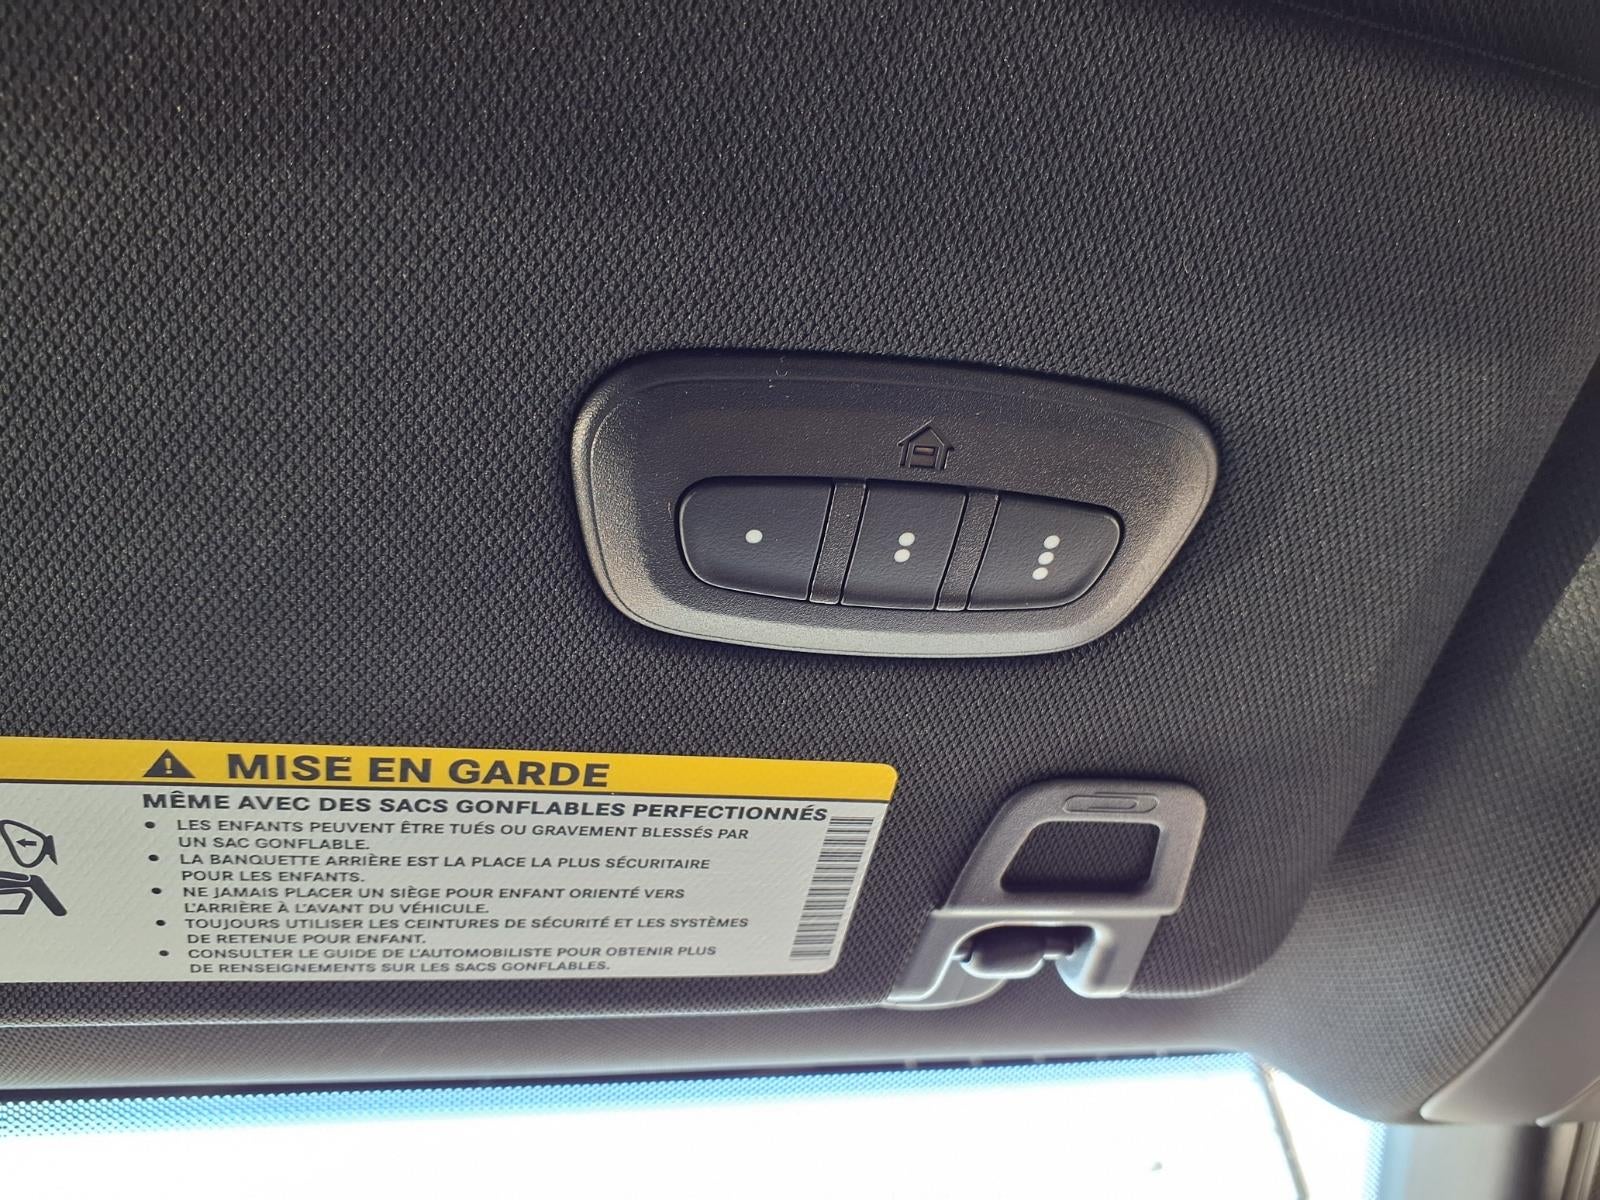 MISE EN GARDE
MÊME AVEC DES SACS GONFLABLES PERFECTIONNÉS
• LES ENFANTS PEUVENT ÊTRE TUÉS OU GRAVEMENT BLESSÉS PAR
UN SAC GONFLABLE.
• LA BANQUETTE ARRIÈRE EST LA PLACE LA PLUS SÉCURITAIRE
POUR LES ENFANTS.
• NE JAMAIS PLACER UN SIÈGE POUR ENFANT ORIENTÉ VERS
L'ARRIÈRE À L'AVANT DU VÉHICULE.
• TOUJOURS UTILISER LES CEINTURES DE SÉCURITÉ ET LES SYSTÈMES
DE RETENUE POUR ENFANT.
• CONSULTER LE GUIDE DE L'AUTOMOBILISTE POUR OBTENIR PLUS
DE RENSEIGNEMENTS SUR LES SACS GONFLABLES.